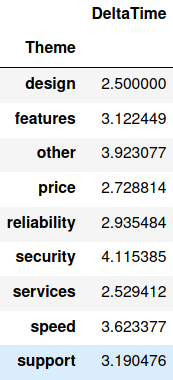 DeltaTime
Theme
design 2.500000
features 3.122449
other 3.923077
price 2.728814
reliability 2.935484
security 4.115385
services 2.529412
speed 3.623377
support 3.190476